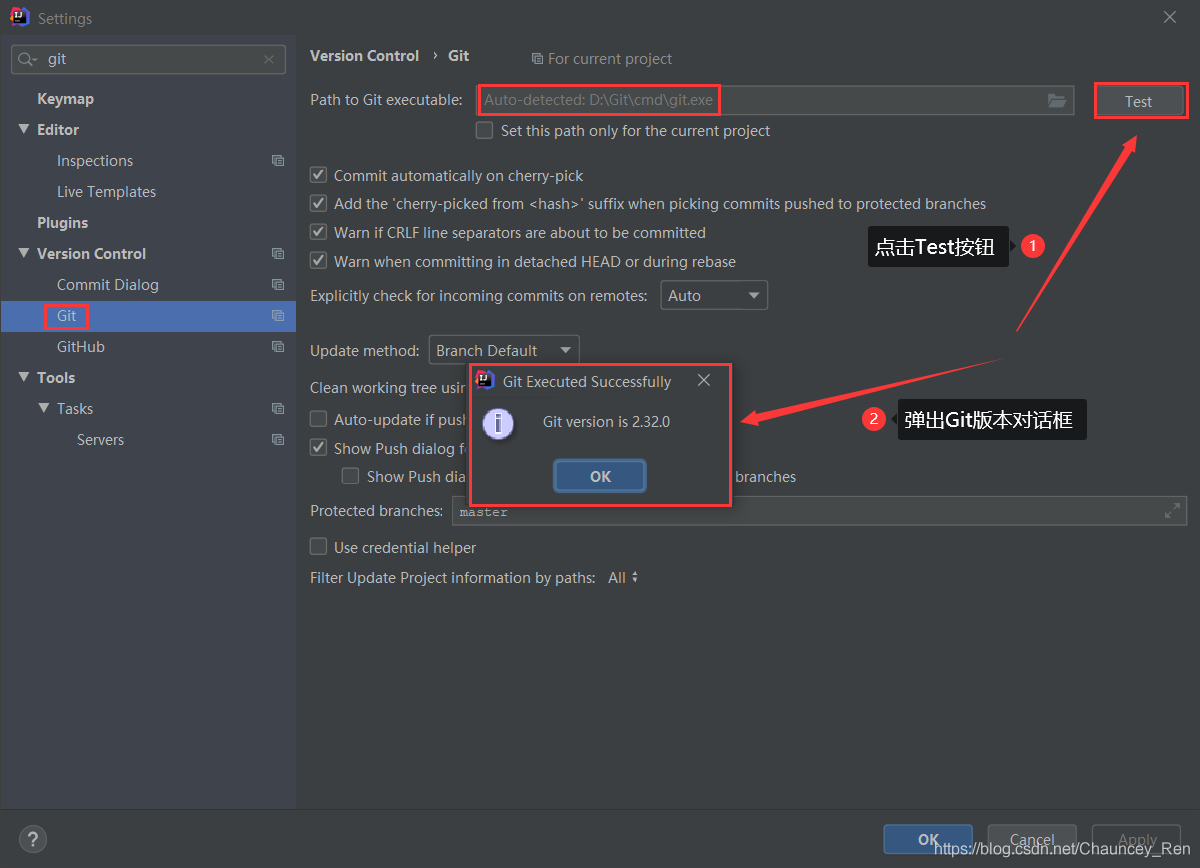 Settings
git
Keymap
Editor
Inspections
Live Templates
Plugins
Version Control
Commit Dialog
Git
GitHub
Tools
Tasks
Servers
Version Control › Git
For current project
Path to Git executable: Auto-detected: D:\Git\cmd\git.exe
Test
Set this path only for the current project
Commit automatically on cherry-pick
Add the 'cherry-picked from <hash>' suffix when picking commits pushed to protected branches
Warn if CRLF line separators are about to be committed
点击Test按钮 1
Warn when committing in detached HEAD or during rebase
Explicitly check for incoming commits on remotes: Auto
Update method: Branch Default
Clean working tree
Git Executed Successfully
Git version is 2.32.0
OK
2 弹出Git版本对话框
Auto-update if
Show Push dialog
Show Push
branches
Protected branches: master
Use credential helper
Filter Update Project information by paths: All
?
OK
Cancel
Apply
https://blog.csdn.net/Chauncey_Ren